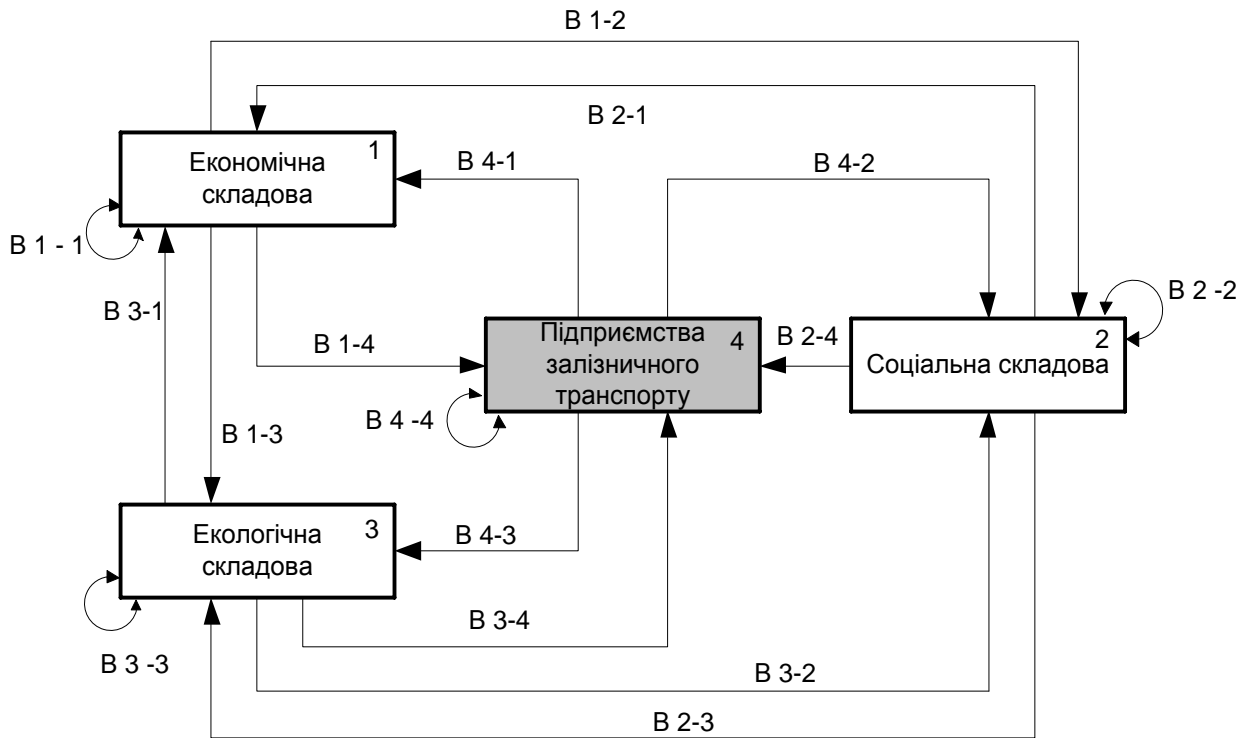 В 1-2
В 2-1
1
Економічна
складова
В 4-1
В 4-2
В 1 - 1
В 2 -2
В 3-1
Підприємства
залізничного
транспорту
4
В 2-4
2
Соціальна складова
В 1-4
В 4 -4
В 1-3
3
Екологічна
складова
В 4-3
В 3-4
В 3 -3
В 3-2
В 2-3